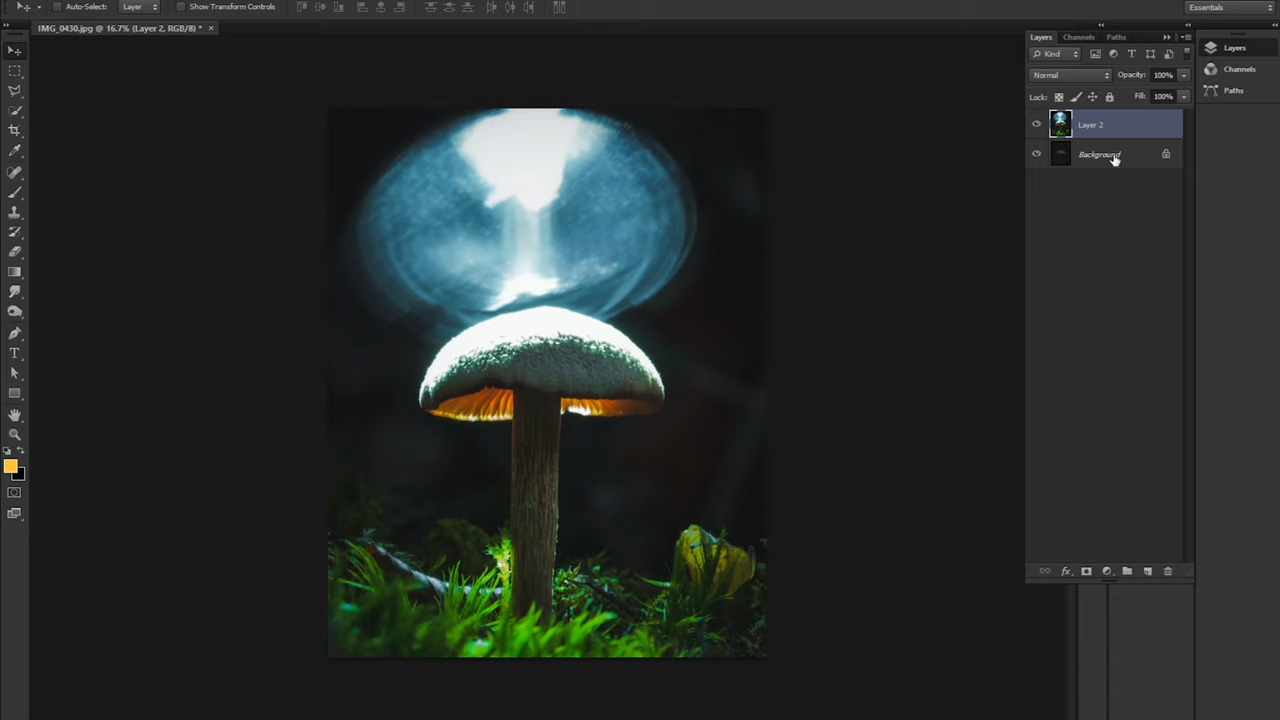 Auto-Select: Layer Show Transform Controls Essentials
IMG_0430.jpg @ 16.7% (Layer 2, RGB/8) * ×
Layers Channels Paths
Layers
Kind
Channels
Normal Opacity: 100%
Paths
Lock: Fill: 100%
Layer 2
Background
fx